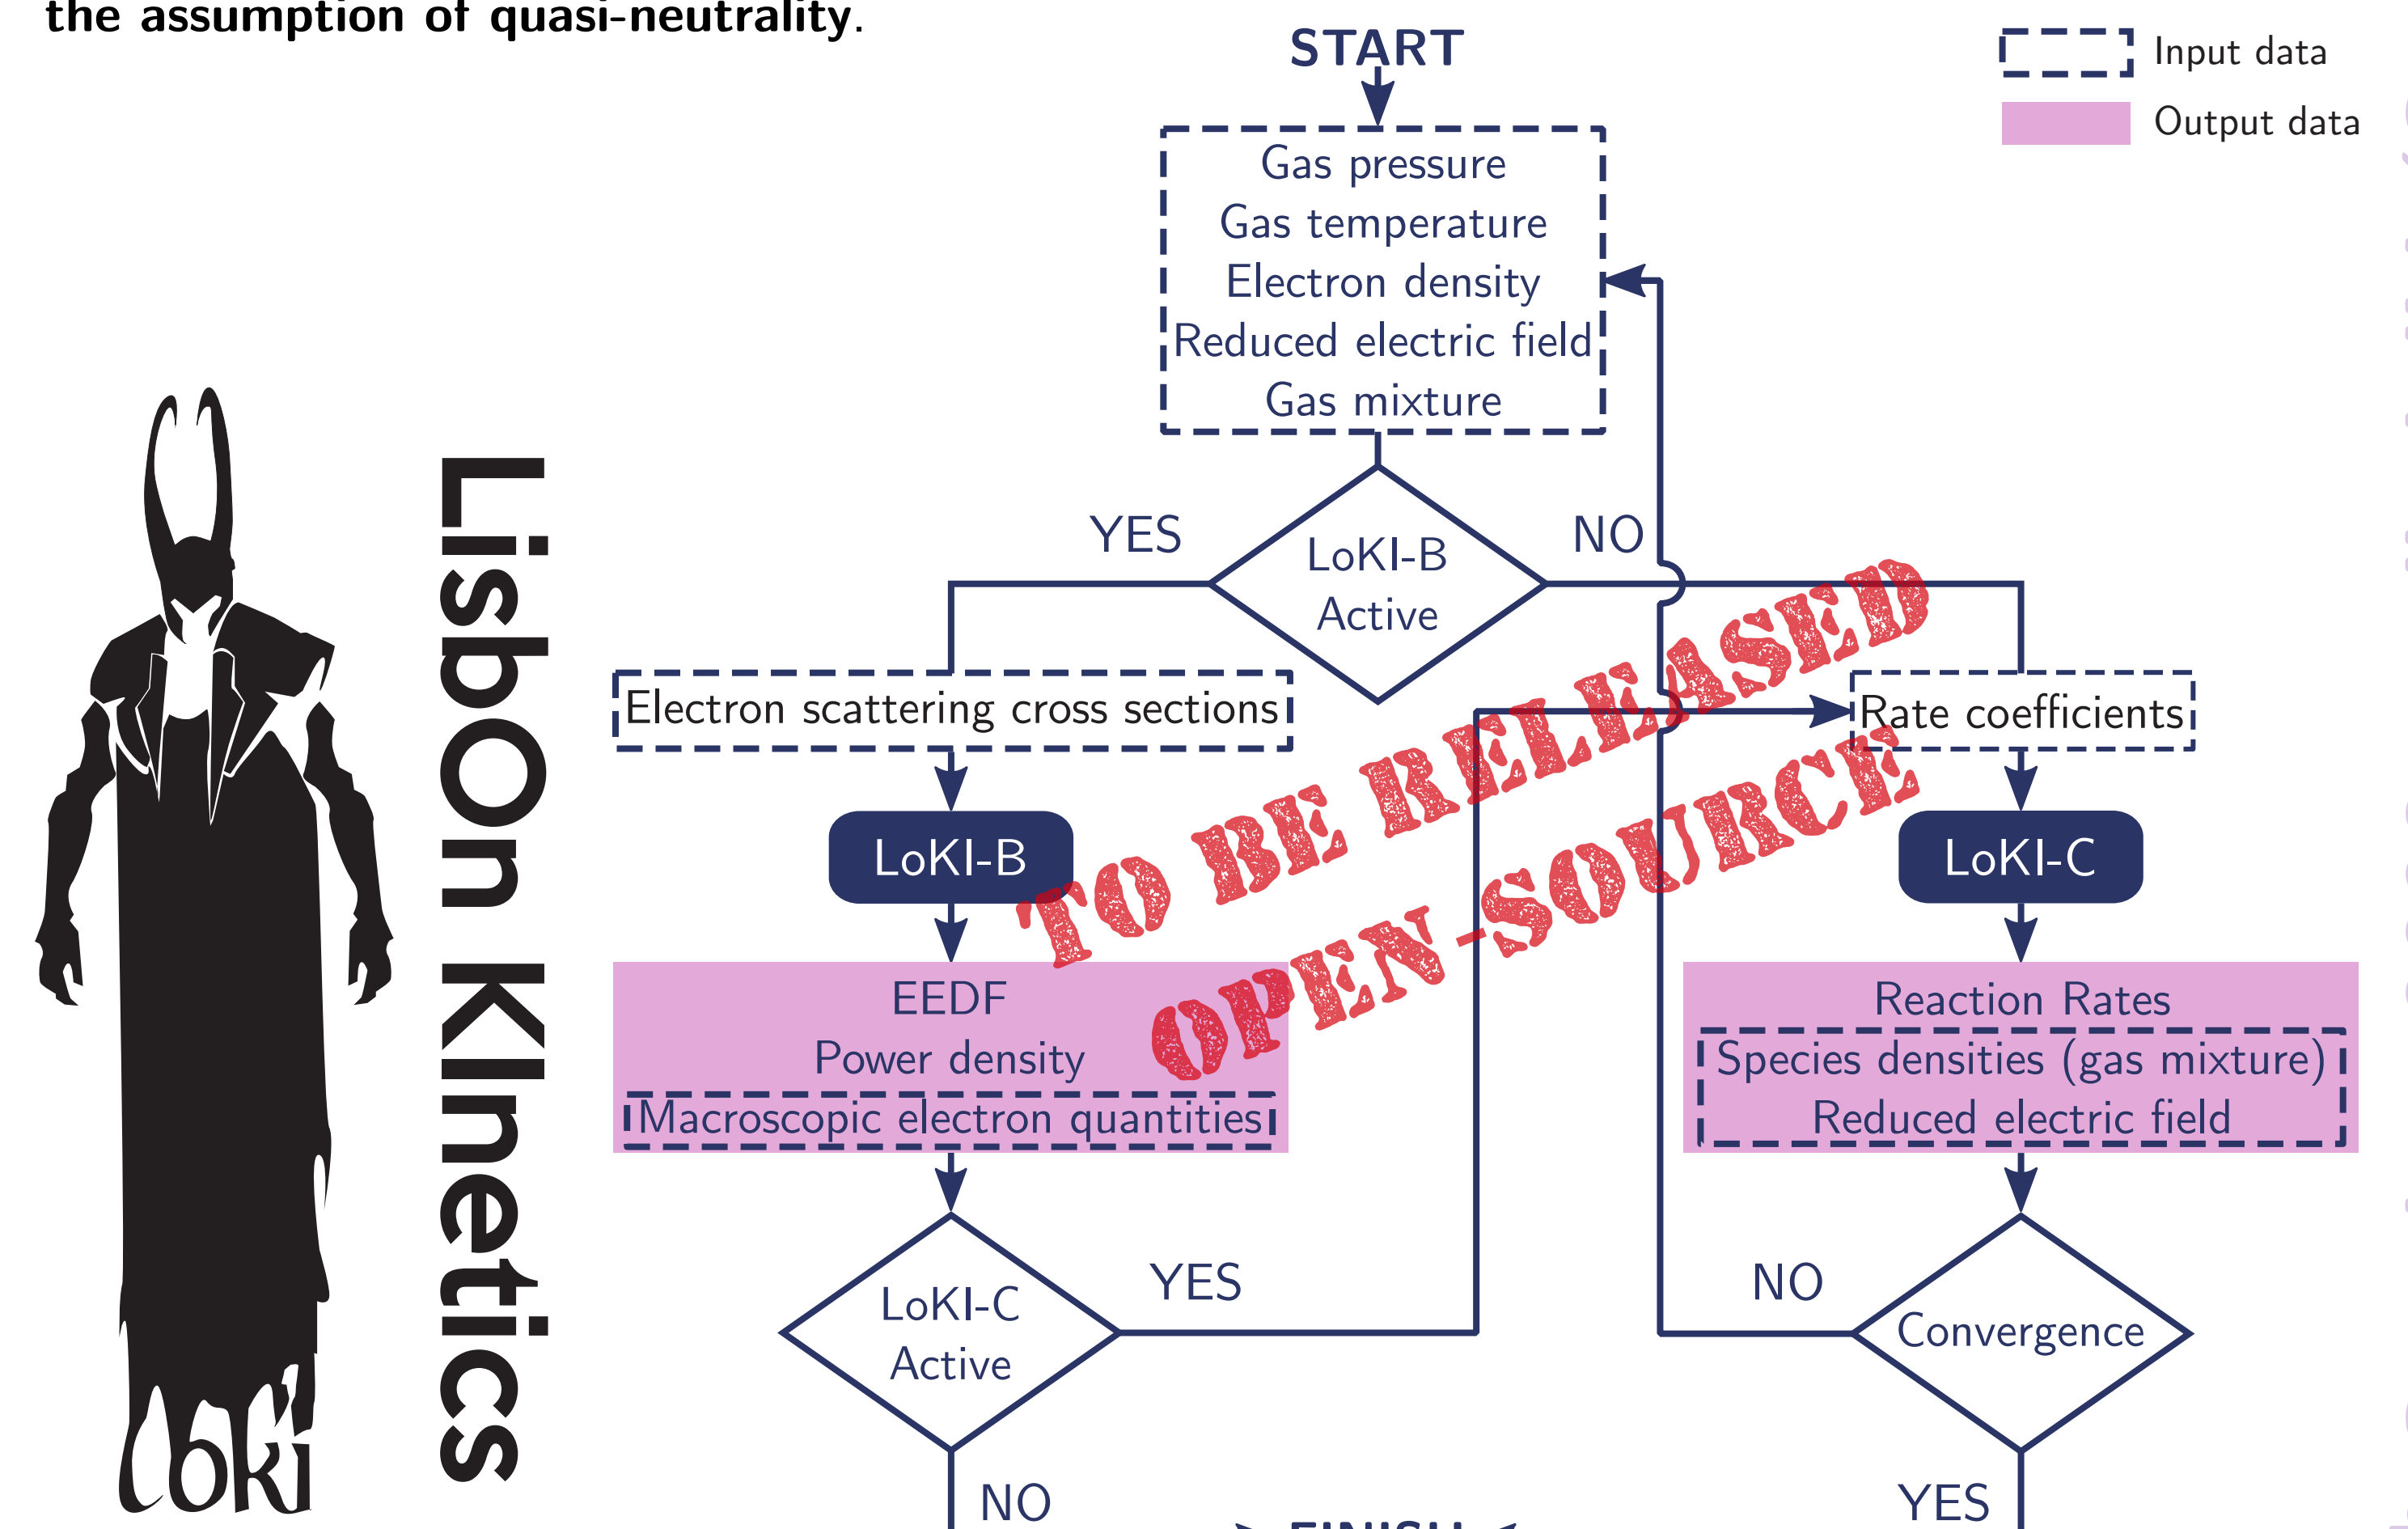 the assumption of quasi-neutrality.
START
Input data
Output data
Gas pressure
Gas temperature
Electron density
Reduced electric field
Gas mixture
YES
LoKI-B
Active
NO
Electron scattering cross sections
Rate coefficients
LoKI-B
LoKI-C
TO BE RELEASED
OPEN-SOURCE
EEDF
Power density
Macroscopic electron quantities
Reaction Rates
Species densities (gas mixture)
Reduced electric field
LoKI-C
Active
YES
NO
Convergence
NO
YES
FINISH
LisbOn KInetics
LoKI